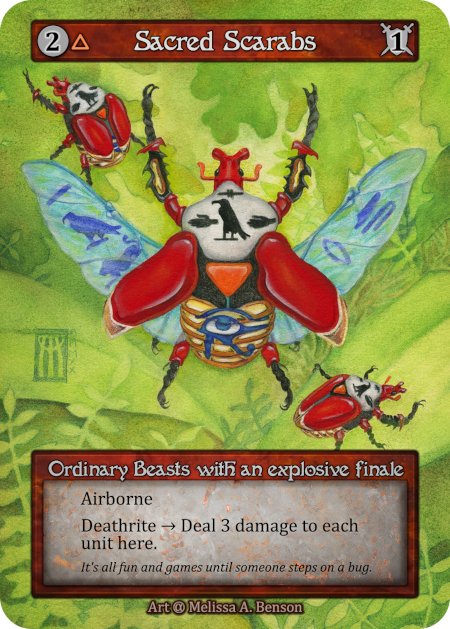 2 Sacred Scarabs 1
Ordinary Beasts with an explosive finale
Airborne
Deathrite → Deal 3 damage to each
unit here.
It's all fun and games until someone steps on a bug.
Art @ Melissa A. Benson